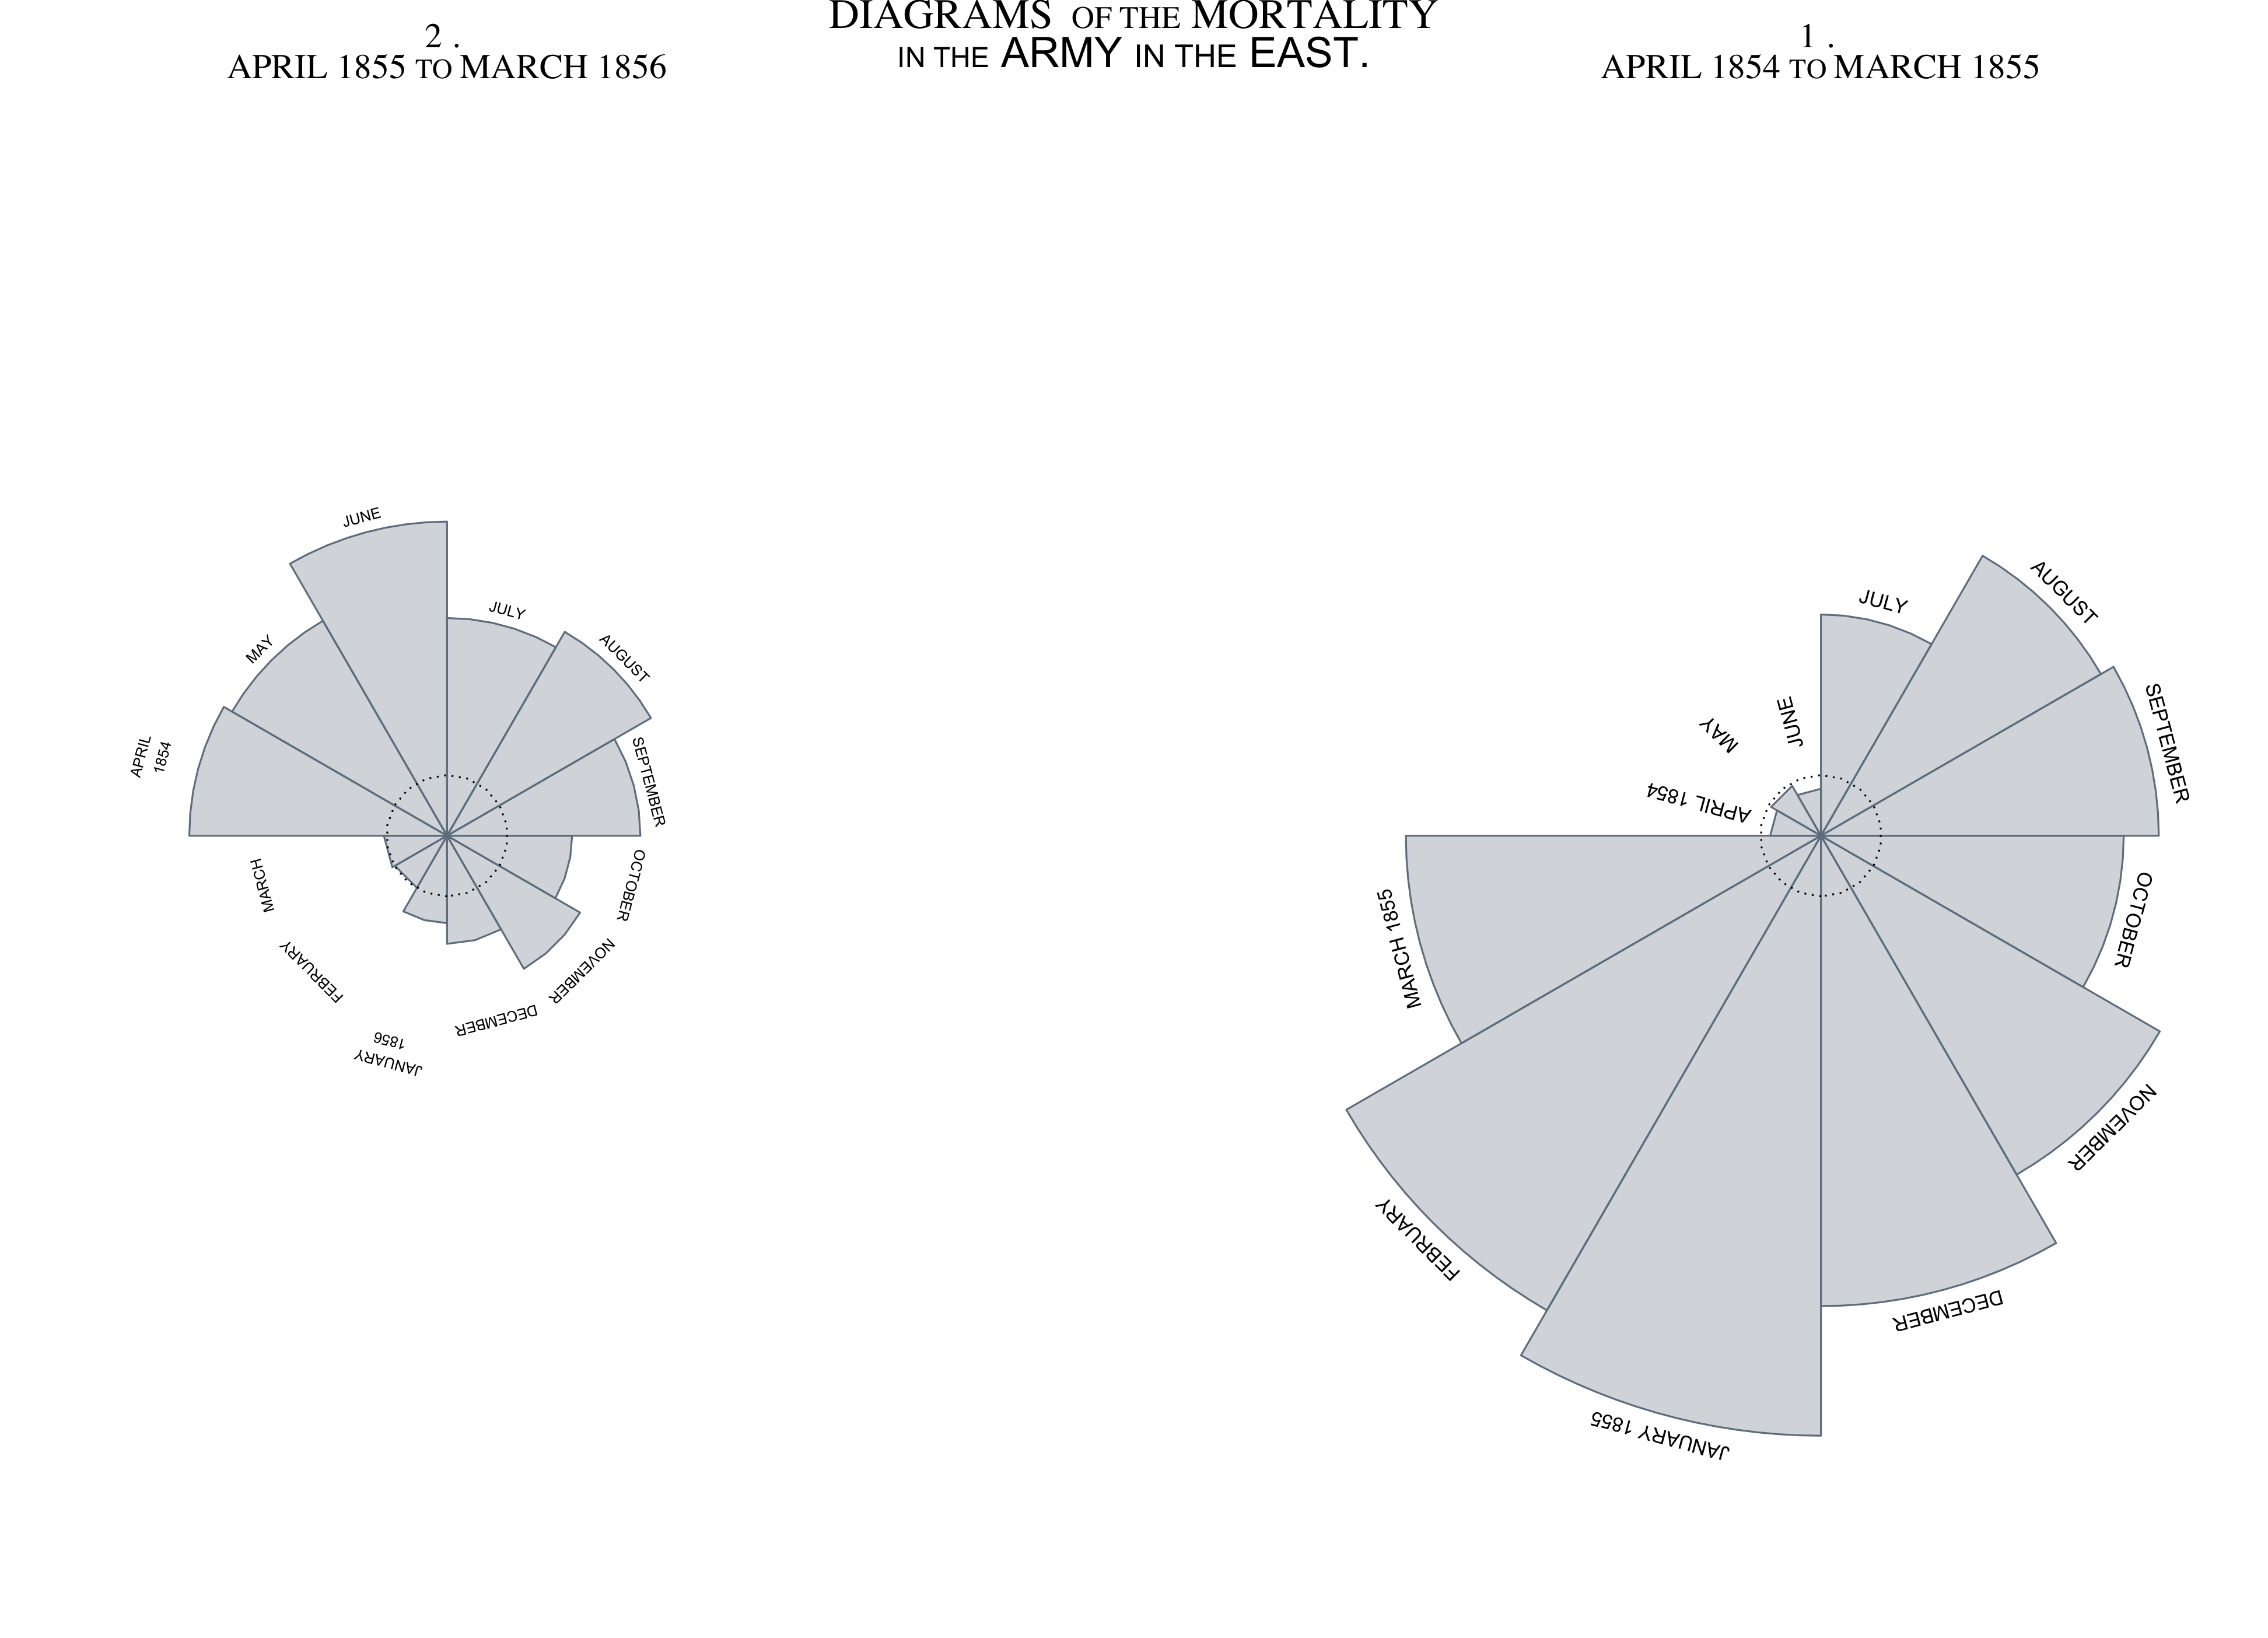 DIAGRAMS OF THE MORTALITY
IN THE ARMY IN THE EAST.
2 .
APRIL 1855 TO MARCH 1856
1 .
APRIL 1854 TO MARCH 1855
APRIL
1854
MAY
JUNE
JULY
AUGUST
SEPTEMBER
OCTOBER
NOVEMBER
DECEMBER
JANUARY
1856
FEBRUARY
MARCH
APRIL 1854
MAY
JUNE
JULY
AUGUST
SEPTEMBER
OCTOBER
NOVEMBER
DECEMBER
JANUARY 1855
FEBRUARY
MARCH 1855